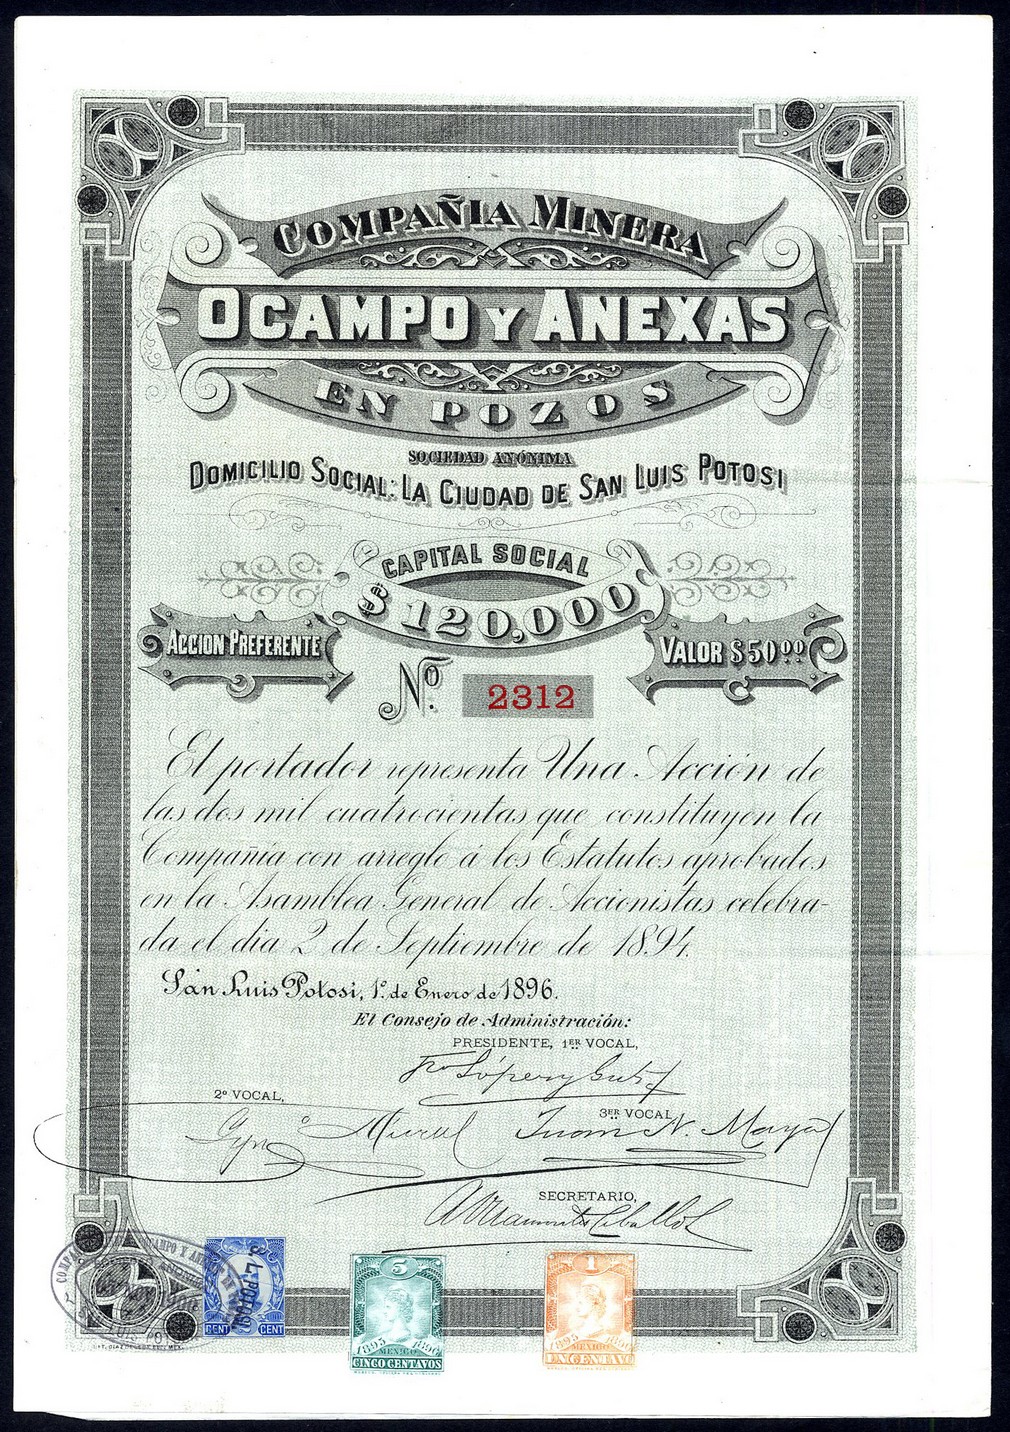 COMPAÑIA MINERA
OCAMPO Y ANEXAS
EN POZOS
SOCIEDAD ANÓNIMA
DOMICILIO SOCIAL: LA CIUDAD DE SAN LUIS POTOSI
CAPITAL SOCIAL
$ 120,000
ACCION PREFERENTE
VALOR $50 00
No. 2312
El portador representa Una Acción de
las dos mil cuatrocientas que constituyen la
Compañia con arreglo á los Estatutos aprobados
en la Asamblea General de Accionistas celebra-
da el dia 2 de Septiembre de 1894.
San Luis Potosi, 1º de Enero de 1896.
El Consejo de Administración:
PRESIDENTE, 1ER VOCAL,
2º VOCAL,
3ER VOCAL
Juan N. Maya
SECRETARIO,
S. L. POTOSI
CENT CENT
5
1895 1896
MEXICO
CINCO CENTAVOS
1
1895 1896
MEXICO
UN CENTAVO